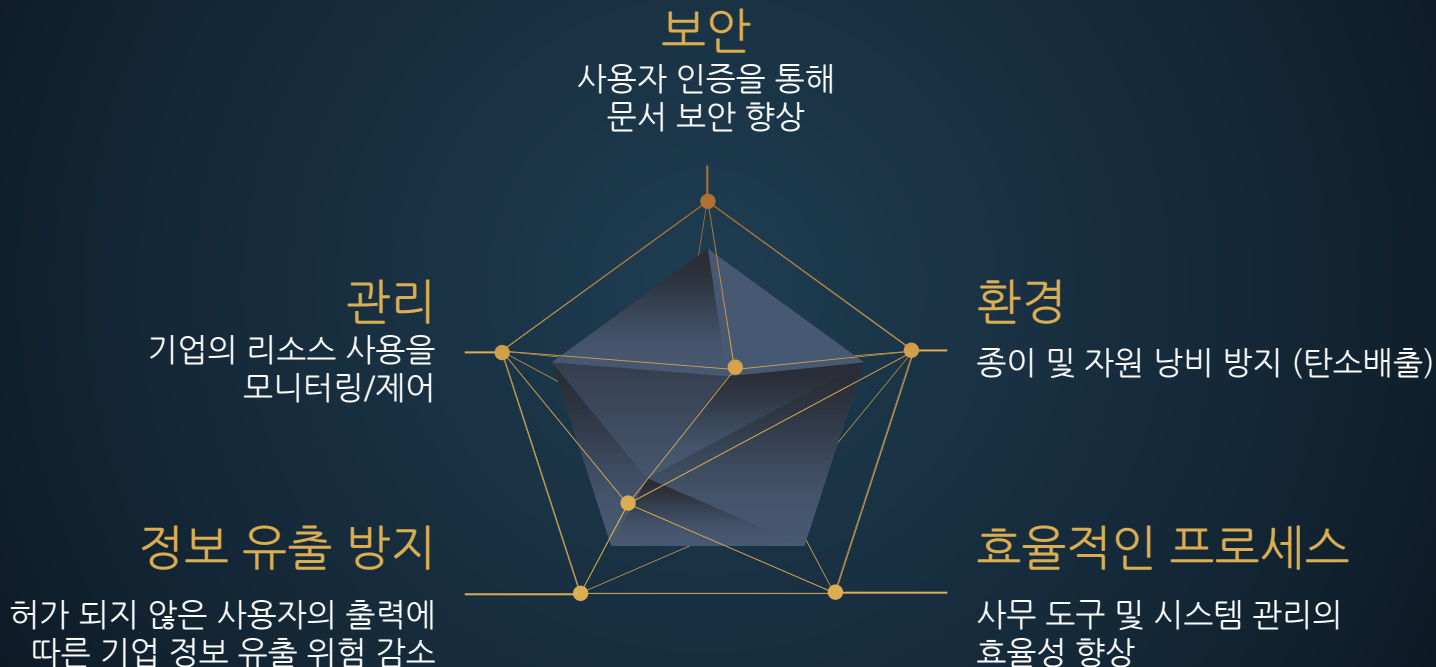 보안
사용자 인증을 통해
문서 보안 향상
관리
기업의 리소스 사용을
모니터링/제어
환경
종이 및 자원 낭비 방지 (탄소배출)
정보 유출 방지
허가 되지 않은 사용자의 출력에
따른 기업 정보 유출 위험 감소
효율적인 프로세스
사무 도구 및 시스템 관리의
효율성 향상